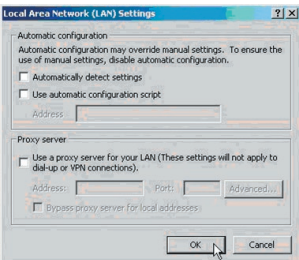 Local Area Network (LAN) Settings
Automatic configuration
Automatic configuration may override manual settings. To ensure the
use of manual settings, disable automatic configuration.
Automatically detect settings
Use automatic configuration script
Address
Proxy server
Use a proxy server for your LAN (These settings will not apply to
dial-up or VPN connections).
Address: Port: Advanced...
Bypass proxy server for local addresses
OK Cancel